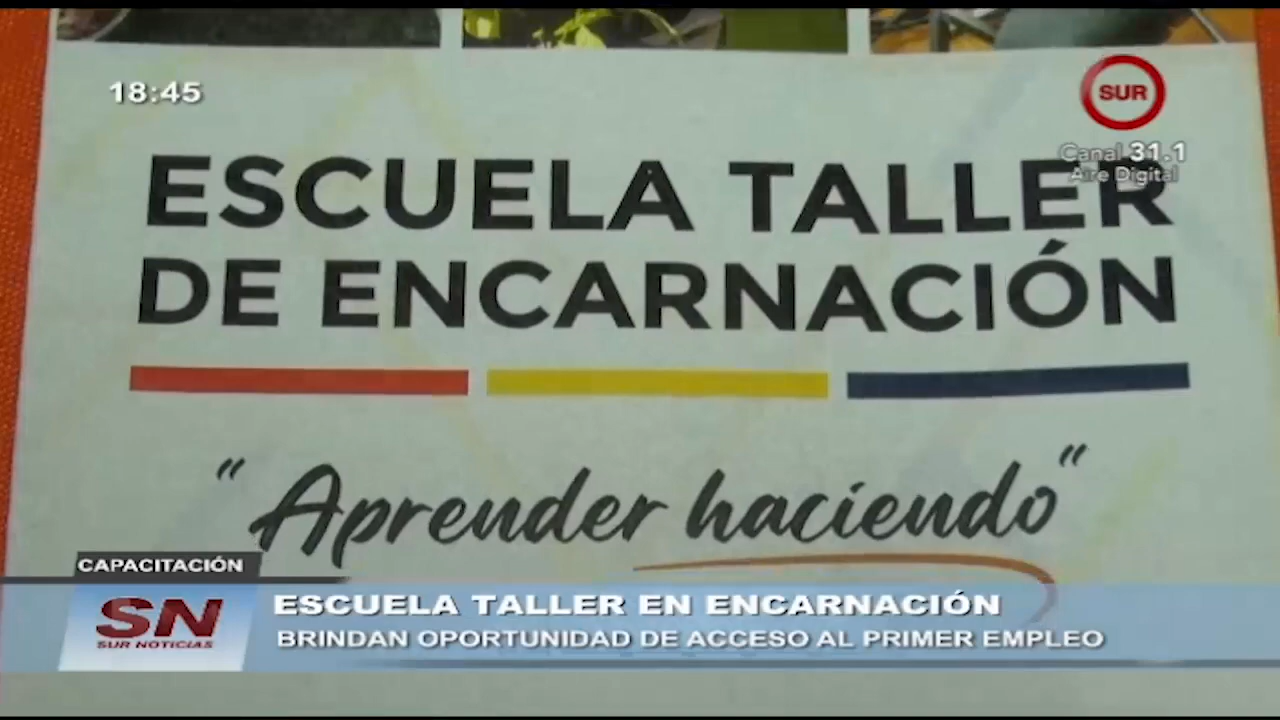 18:45
SUR
Canal 31.1
Aire Digital
ESCUELA TALLER
DE ENCARNACIÓN
“Aprender haciendo“
CAPACITACIÓN
SN
SUR NOTICIAS
ESCUELA TALLER EN ENCARNACIÓN
BRINDAN OPORTUNIDAD DE ACCESO AL PRIMER EMPLEO